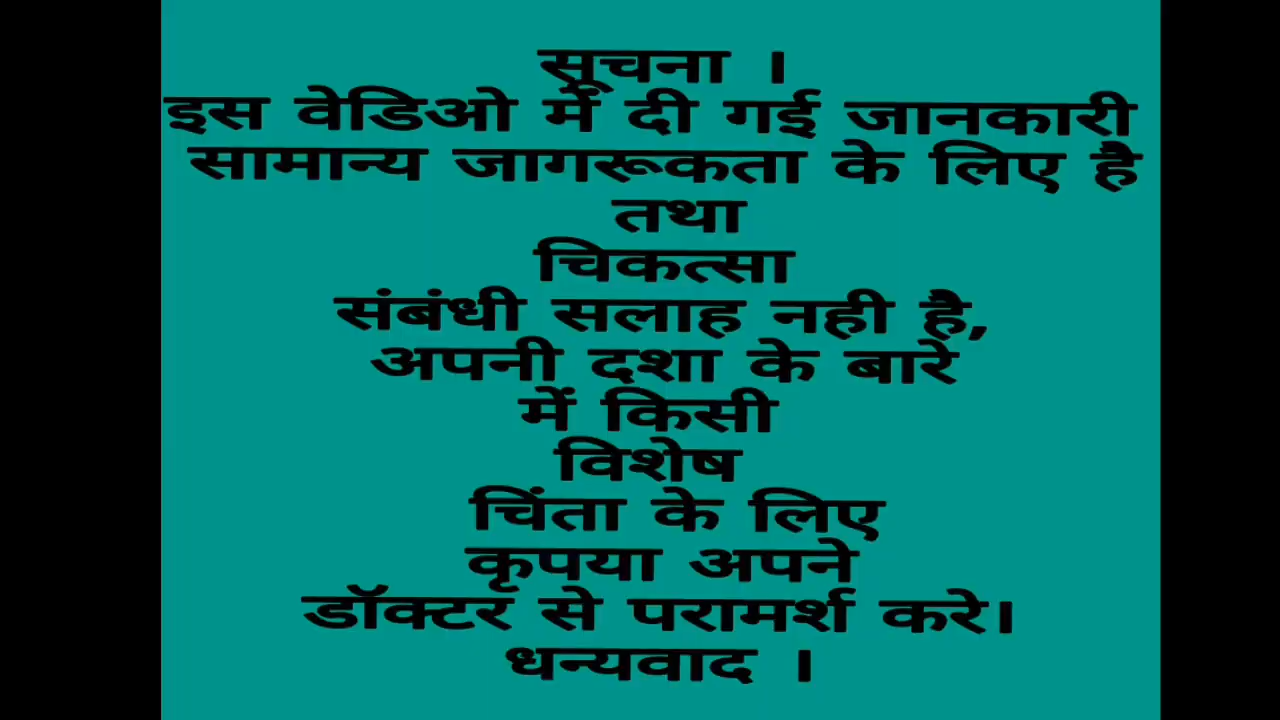 सूचना ।
इस वेडिओ में दी गई जानकारी
सामान्य जागरूकता के लिए है
तथा
चिकत्सा
संबंधी सलाह नही है,
अपनी दशा के बारे
में किसी
विशेष
चिंता के लिए
कृपया अपने
डॉक्टर से परामर्श करे।
धन्यवाद ।